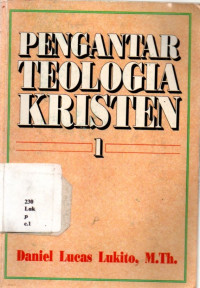 PENGANTAR
TEOLOGIA
KRISTEN
1
230
Luk
p
c.1
Daniel Lucas Lukito, M.Th.